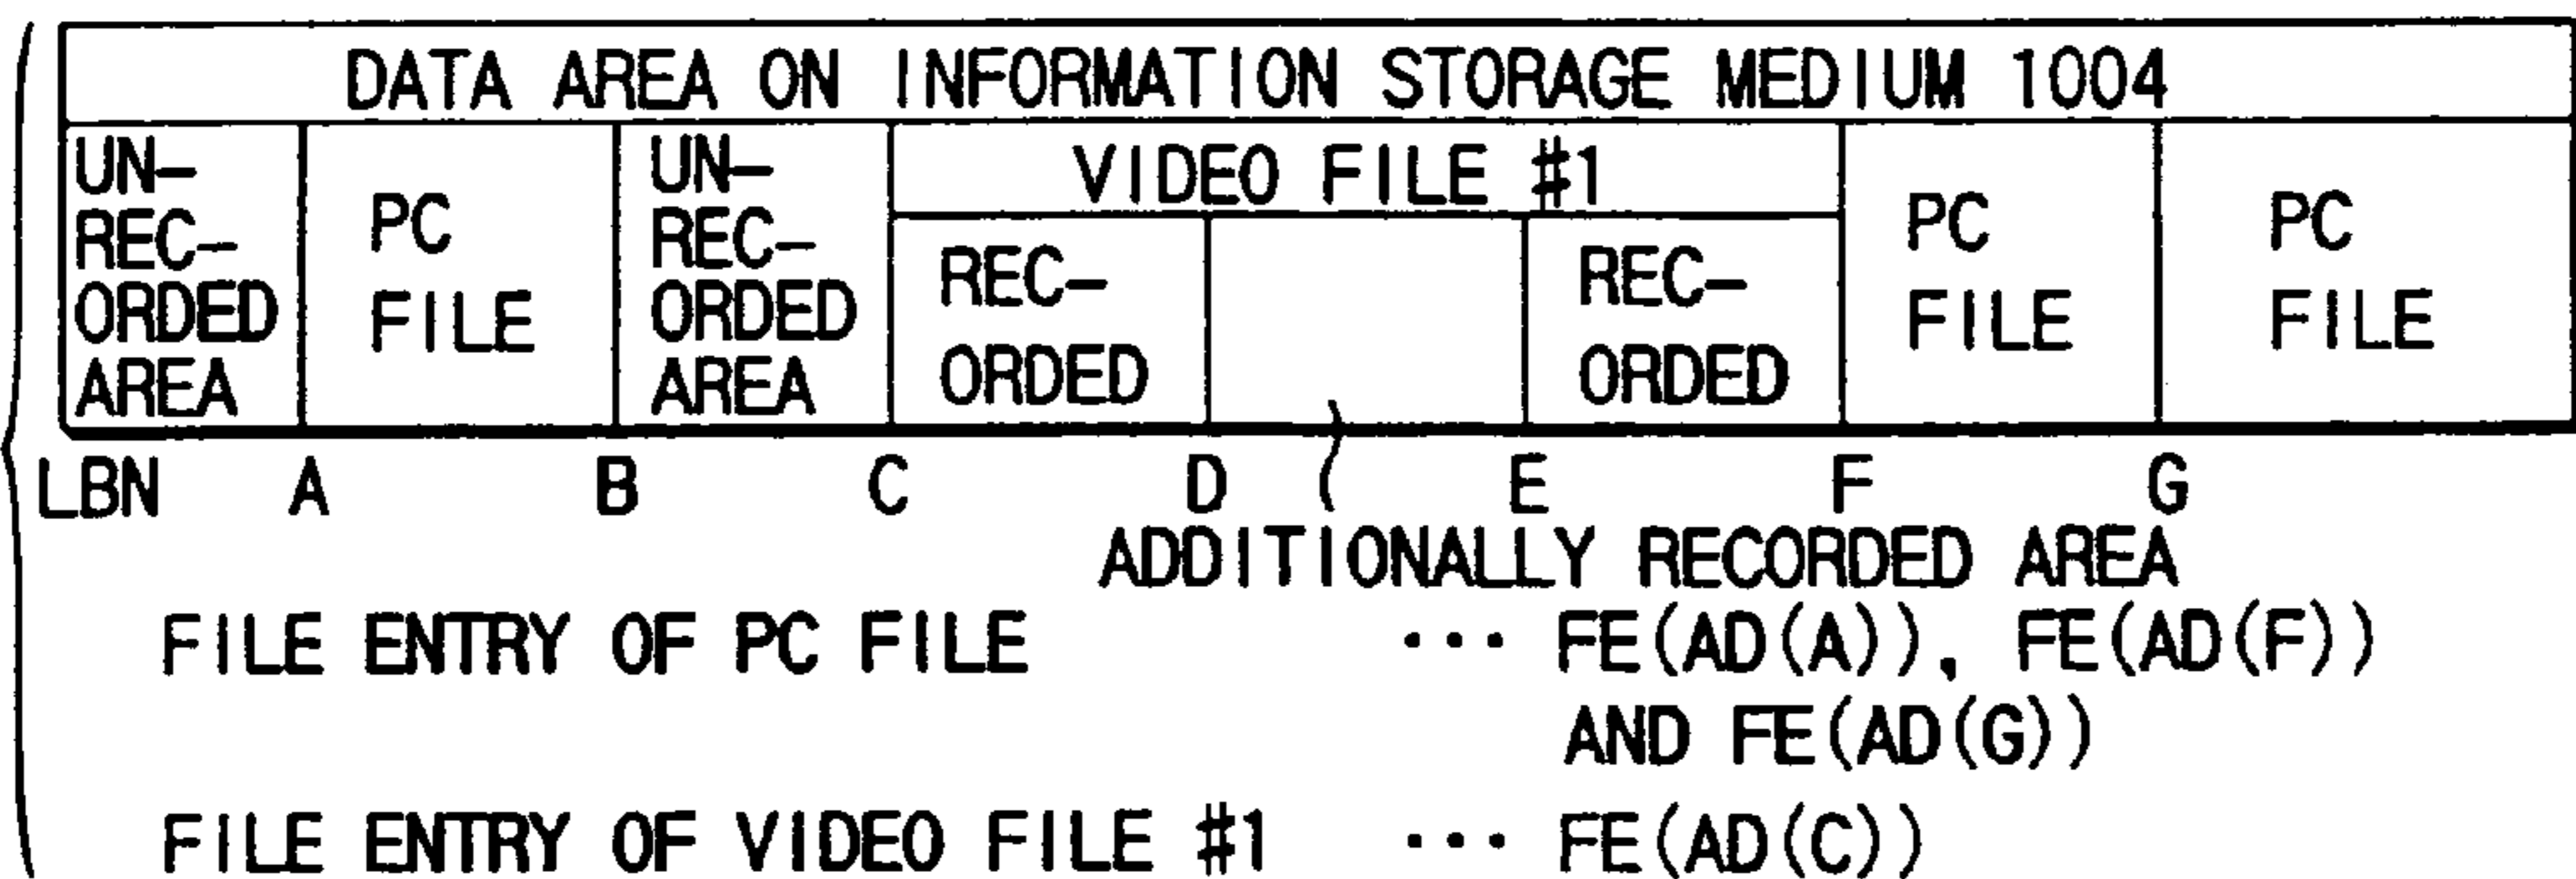 DATA AREA ON INFORMATION STORAGE MEDIUM 1004
UN-
REC-
ORDED
AREA
PC
FILE
UN-
REC-
ORDED
AREA
VIDEO FILE #1
REC-
ORDED
REC-
ORDED
PC
FILE
PC
FILE
LBN A B C D E F G
ADDITIONALLY RECORDED AREA
FILE ENTRY OF PC FILE ··· FE(AD(A)), FE(AD(F))
AND FE(AD(G))
FILE ENTRY OF VIDEO FILE #1 ··· FE(AD(C))